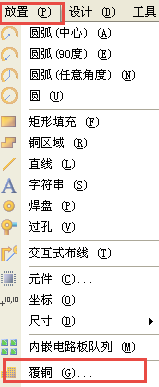 放置 (P) 设计 (D) 工具
圆弧(中心) (A)
圆弧(90度) (E)
圆弧(任意角度) (N)
圆 (U)
矩形填充 (F)
铜区域 (R)
直线 (L)
字符串 (S)
焊盘 (P)
过孔 (V)
交互式布线 (T)
元件 (C)...
+10,10 坐标 (O)
尺寸 (D)
内嵌电路板队列 (M)
覆铜 (G)...